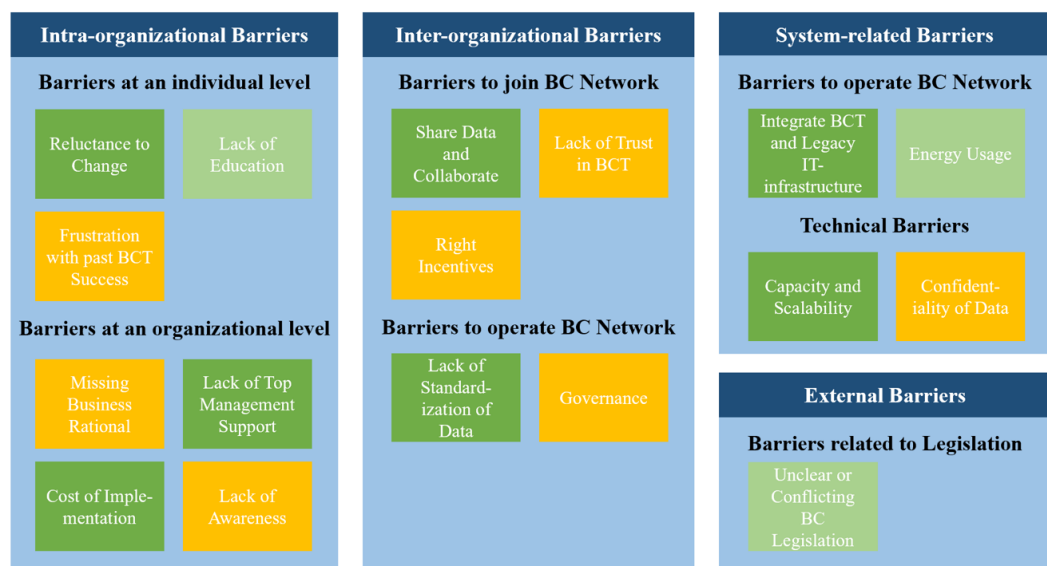 Intra-organizational Barriers
Barriers at an individual level
Reluctance to
Change
Lack of
Education
Frustration
with past BCT
Success
Barriers at an organizational level
Missing
Business
Rational
Lack of Top
Management
Support
Cost of Imple-
mentation
Lack of
Awareness
Inter-organizational Barriers
Barriers to join BC Network
Share Data
and
Collaborate
Lack of Trust
in BCT
Right
Incentives
Barriers to operate BC Network
Lack of
Standard-
ization of
Data
Governance
System-related Barriers
Barriers to operate BC Network
Integrate BCT
and Legacy
IT-
infrastructure
Energy Usage
Technical Barriers
Capacity and
Scalability
Confident-
iality of Data
External Barriers
Barriers related to Legislation
Unclear or
Conflicting
BC
Legislation